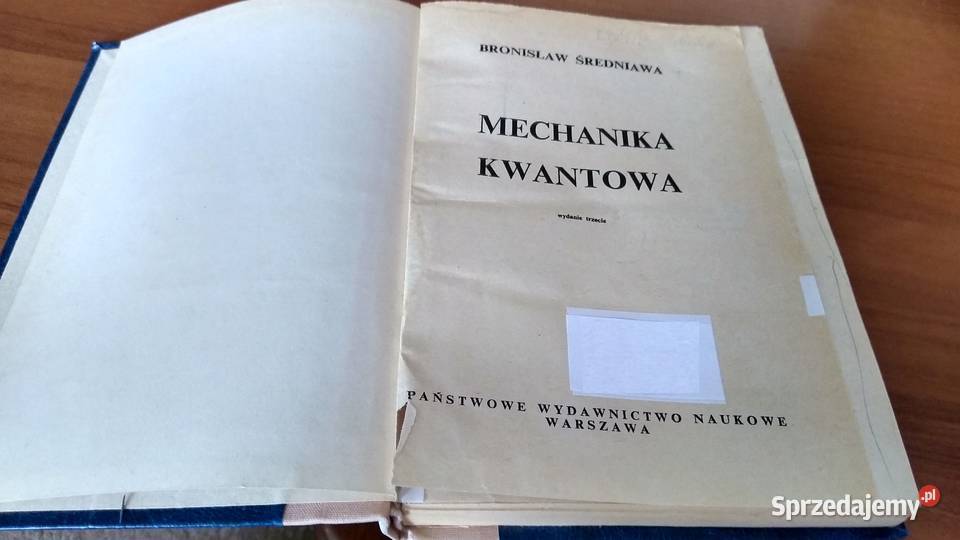 BRONISŁAW ŚREDNIAWA
MECHANIKA
KWANTOWA
wydanie trzecie
PAŃSTWOWE WYDAWNICTWO NAUKOWE
WARSZAWA
Sprzedajemy.pl